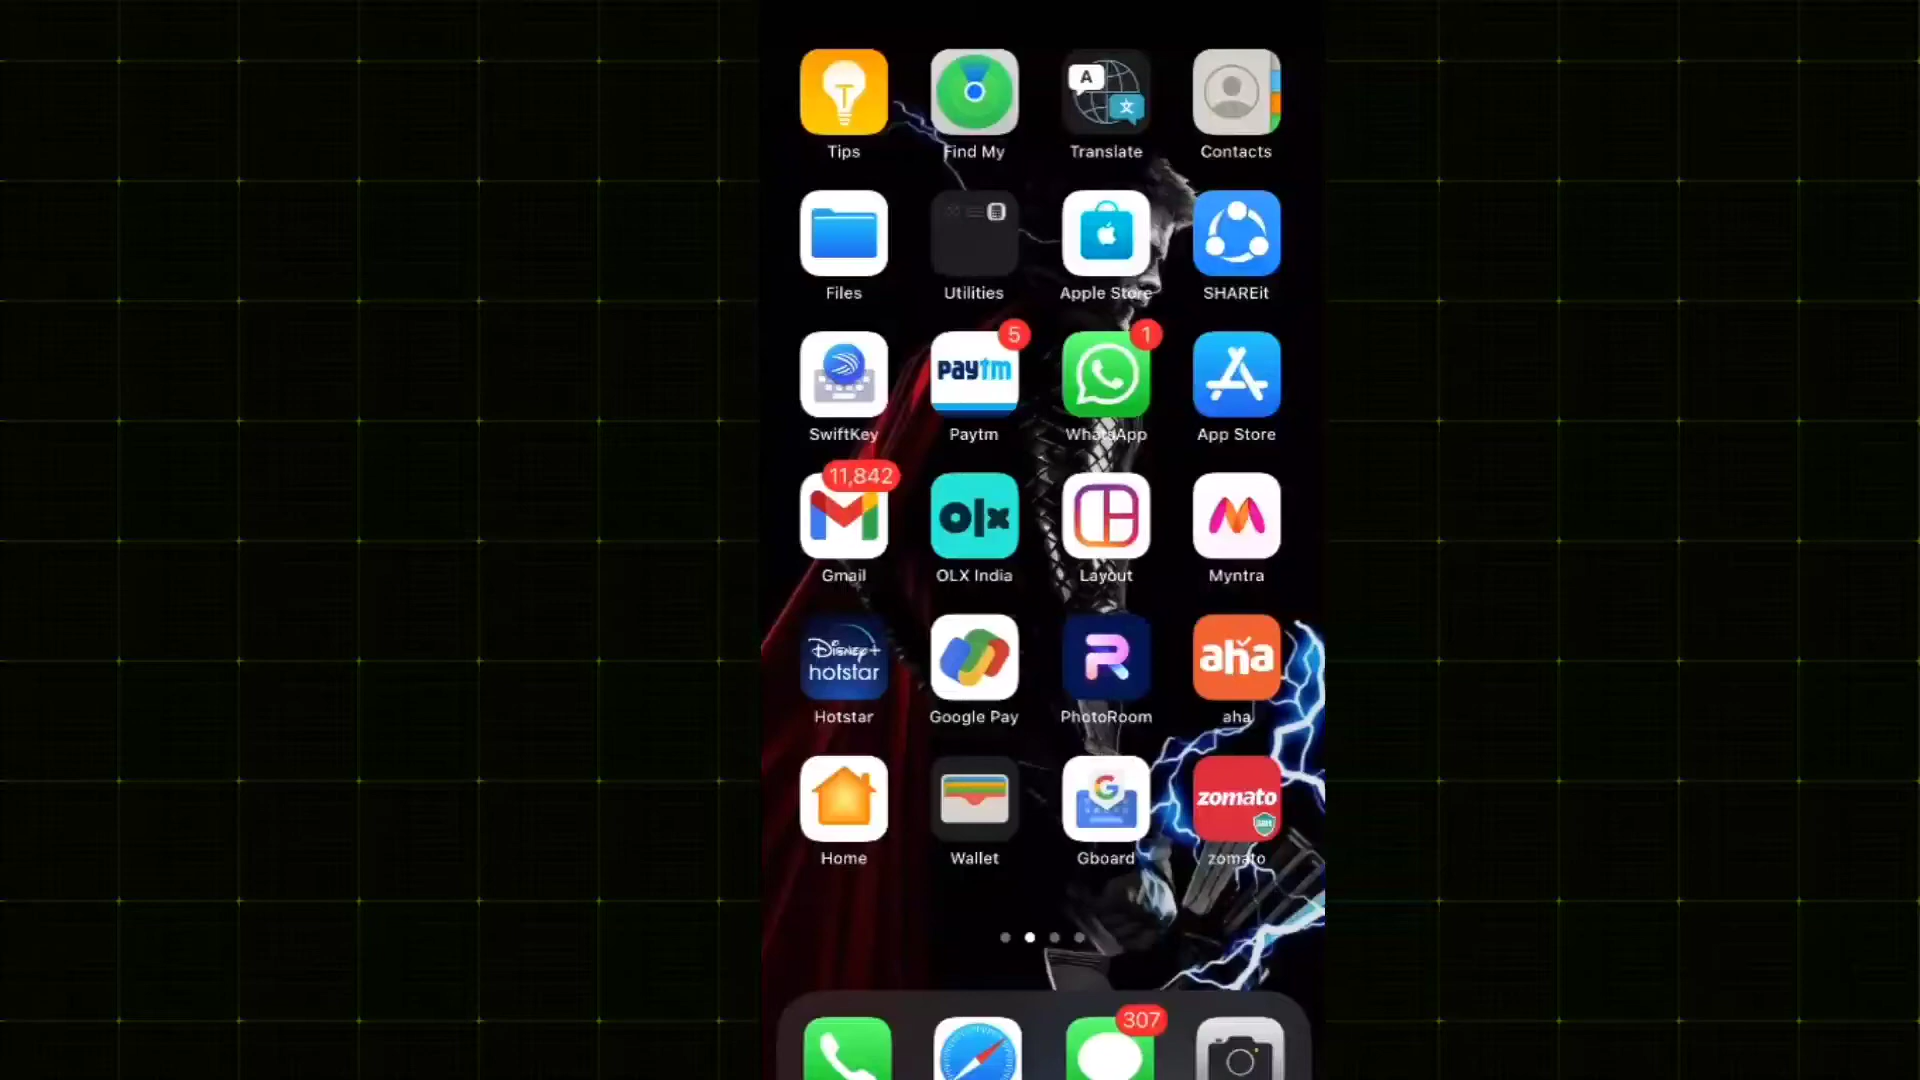 A 文
Tips Find My Translate Contacts
Files Utilities Apple Store SHAREit
5 1
paytm
SwiftKey Paytm WhatsApp App Store
11,842
olx
Gmail OLX India Layout Myntra
Disney+
hotstar R aha
Hotstar Google Pay PhotoRoom aha
G zomato
Home Wallet Gboard zomato
307